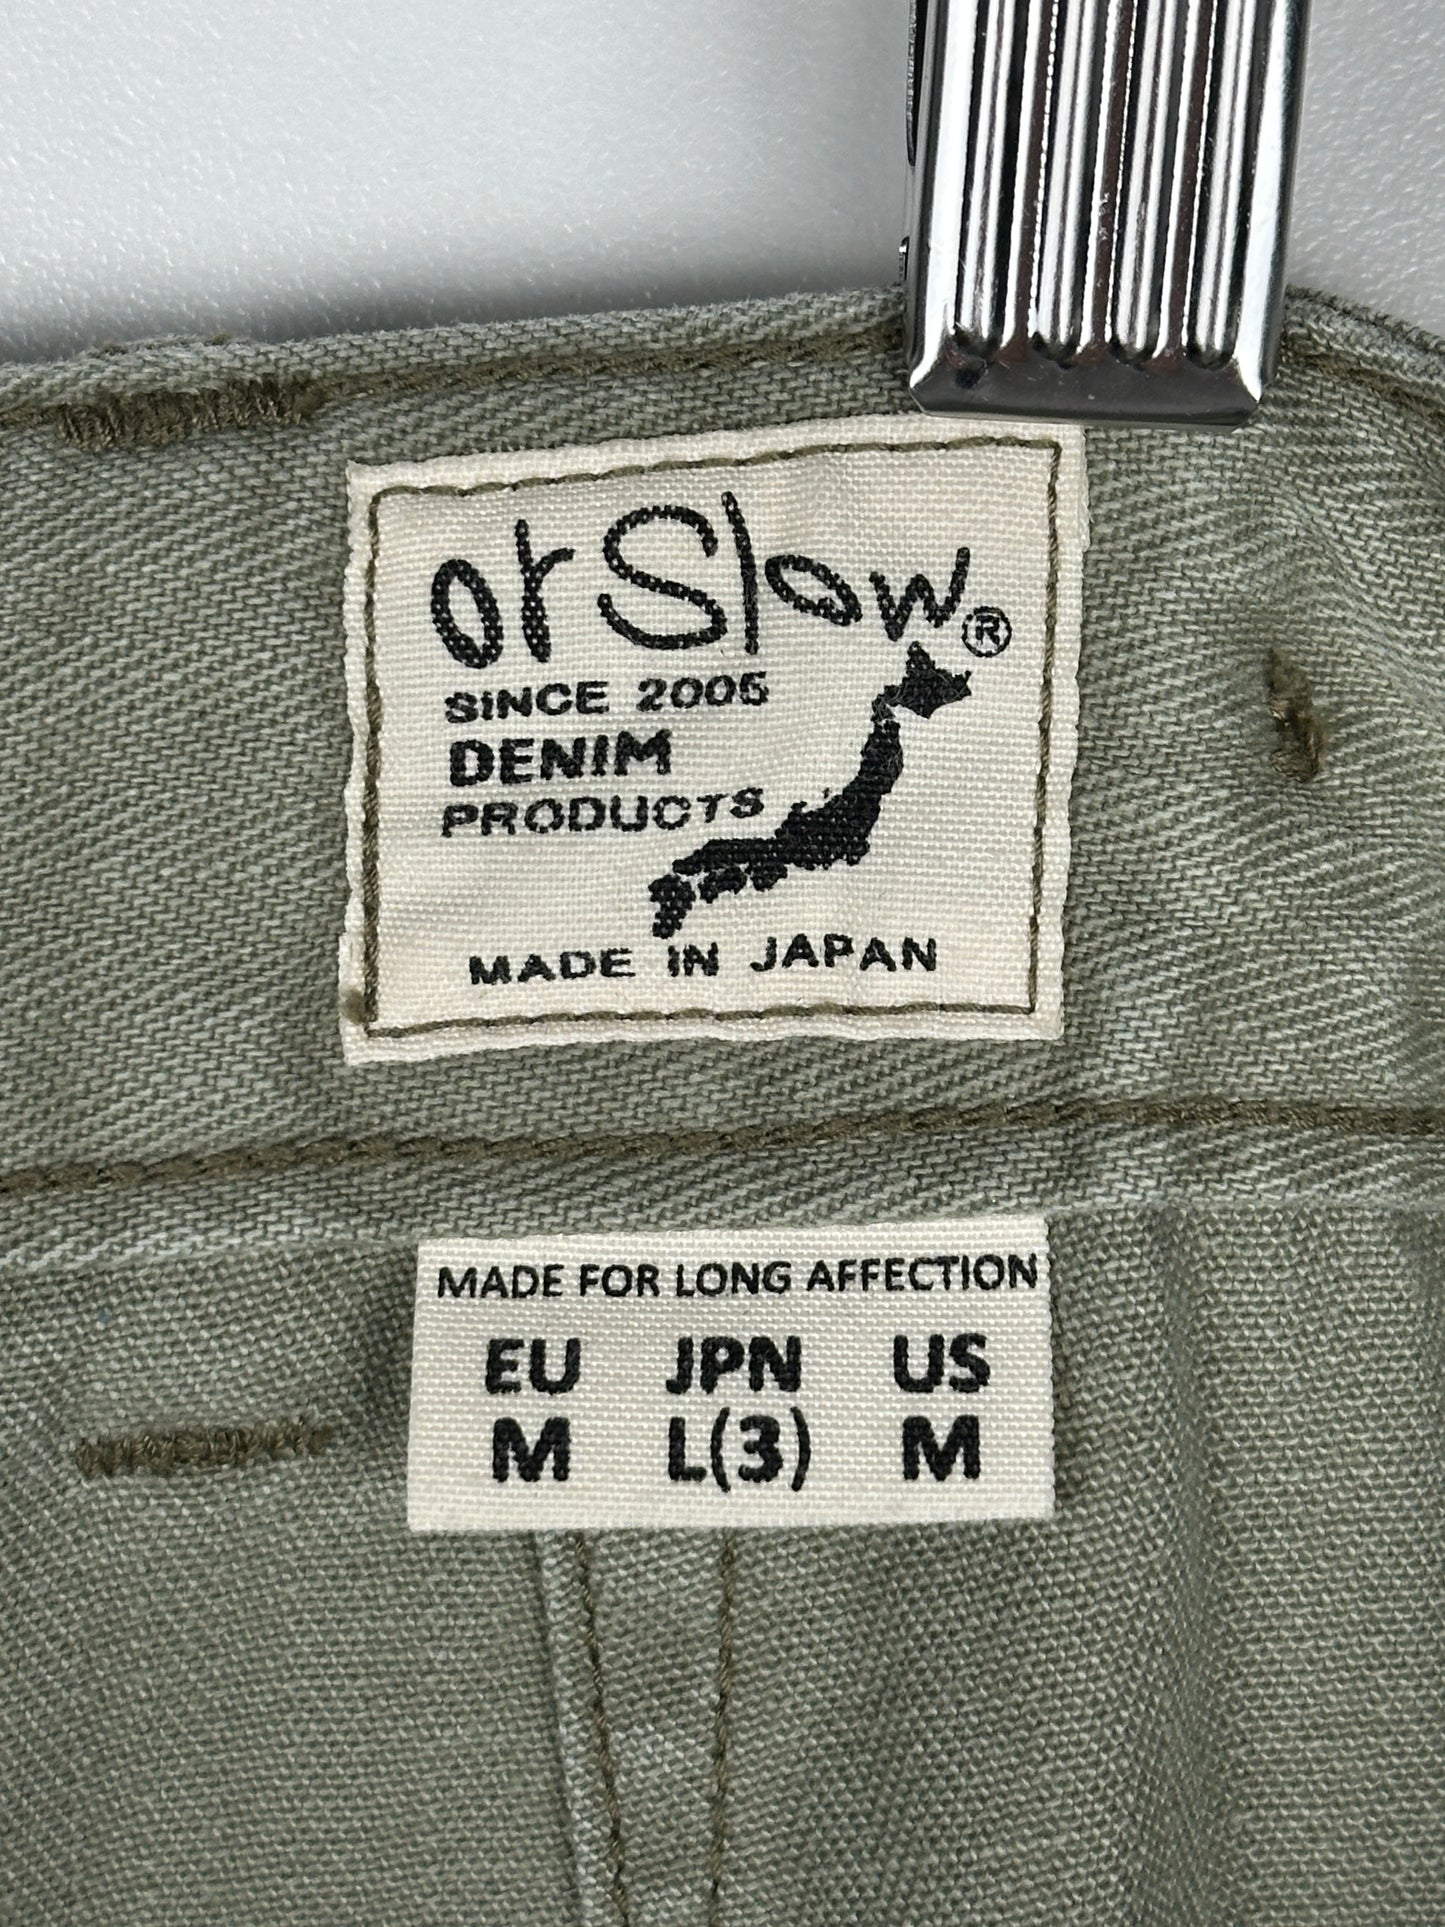 orSlow®
SINCE 2005
DENIM
PRODUCTS
MADE IN JAPAN
MADE FOR LONG AFFECTION
EU JPN US
M L(3) M